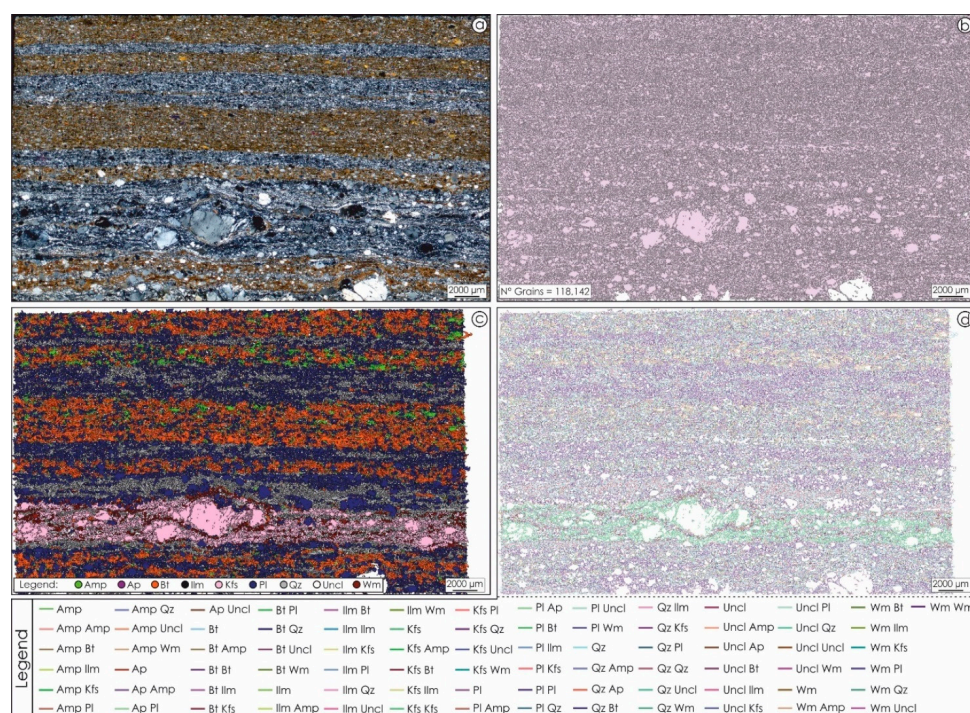 a
b
2000 µm
Nº Grains = 118,142
2000 µm
c
d
Legend: Amp Ap Bt Ilm Kfs Pl Qz Uncl Wm
2000 µm
2000 µm
Legend
Amp Amp Qz Ap Uncl Bt Pl Ilm Bt Ilm Wm Kfs Pl Pl Ap Pl Uncl Qz Ilm Uncl Uncl Pl Wm Bt Wm Wm
Amp Amp Amp Uncl Bt Bt Qz Ilm Ilm Kfs Kfs Qz Pl Bt Pl Wm Qz Kfs Uncl Amp Uncl Qz Wm Ilm
Amp Bt Amp Wm Bt Amp Bt Uncl Ilm Kfs Kfs Amp Kfs Uncl Pl Ilm Qz Qz Pl Uncl Ap Uncl Uncl Wm Kfs
Amp Ilm Ap Bt Bt Bt Wm Ilm Pl Kfs Bt Kfs Wm Pl Kfs Qz Amp Qz Qz Uncl Bt Uncl Wm Wm Pl
Amp Kfs Ap Amp Bt Ilm Ilm Ilm Qz Kfs Ilm Pl Pl Pl Qz Ap Qz Uncl Uncl Ilm Wm Wm Qz
Amp Pl Ap Pl Bt Kfs Ilm Amp Ilm Uncl Kfs Kfs Pl Amp Pl Qz Qz Bt Qz Wm Uncl Kfs Wm Amp Wm Uncl